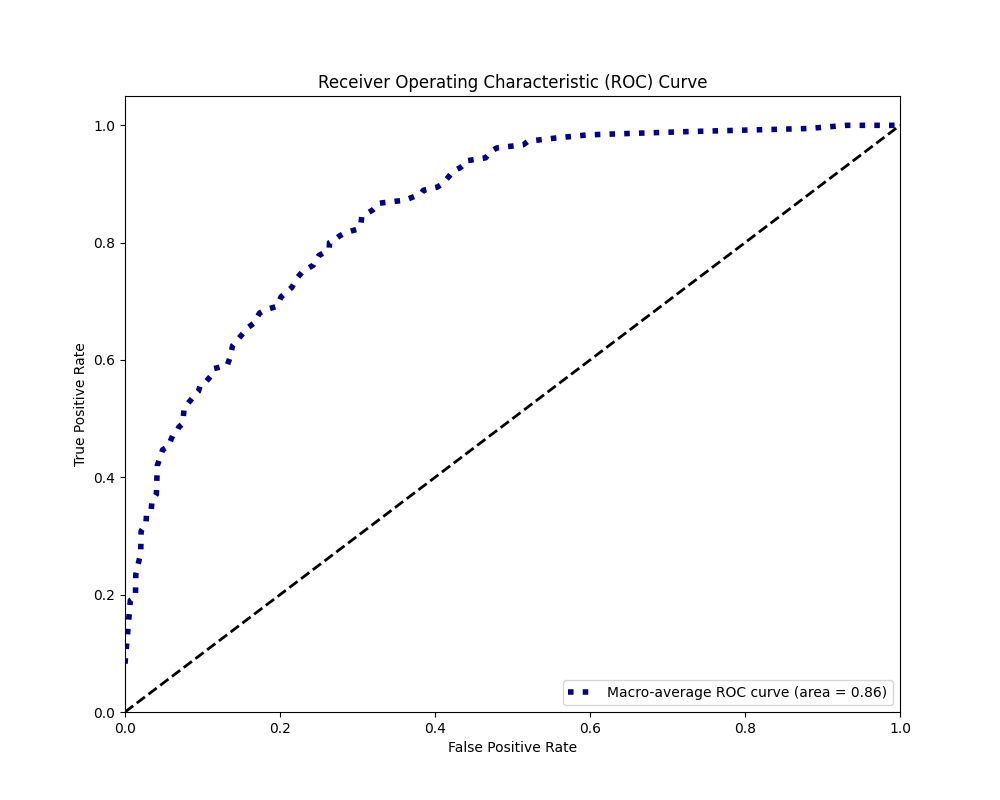 Receiver Operating Characteristic (ROC) Curve
1.0
0.8
0.6
0.4
0.2
0.0
True Positive Rate
Macro-average ROC curve (area = 0.86)
0.0 0.2 0.4 0.6 0.8 1.0
False Positive Rate